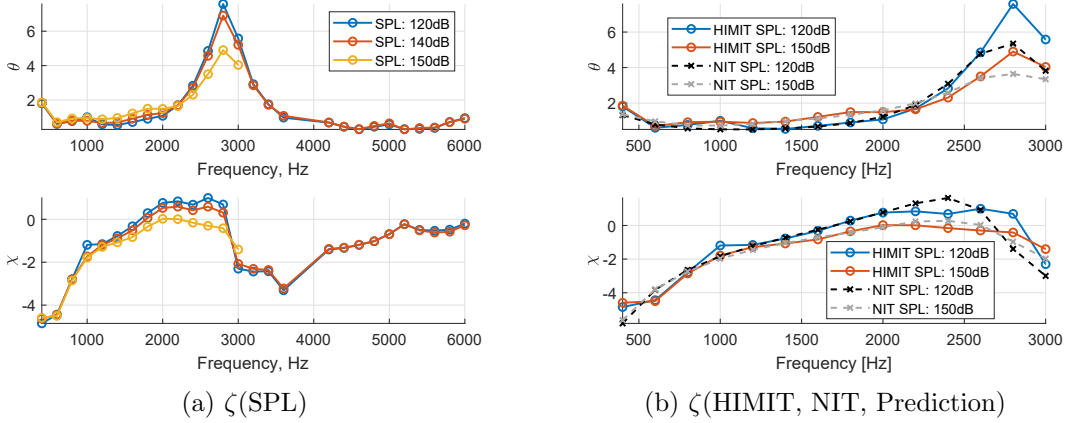 6
4
2
θ
SPL: 120dB
SPL: 140dB
SPL: 150dB
1000 2000 3000 4000 5000 6000
Frequency, Hz
0
-2
-4
χ
1000 2000 3000 4000 5000 6000
Frequency, Hz
(a) ζ(SPL)
6
4
2
θ
HIMIT SPL: 120dB
HIMIT SPL: 150dB
NIT SPL: 120dB
NIT SPL: 150dB
500 1000 1500 2000 2500 3000
Frequency [Hz]
0
-2
-4
χ
HIMIT SPL: 120dB
HIMIT SPL: 150dB
NIT SPL: 120dB
NIT SPL: 150dB
500 1000 1500 2000 2500 3000
Frequency [Hz]
(b) ζ(HIMIT, NIT, Prediction)